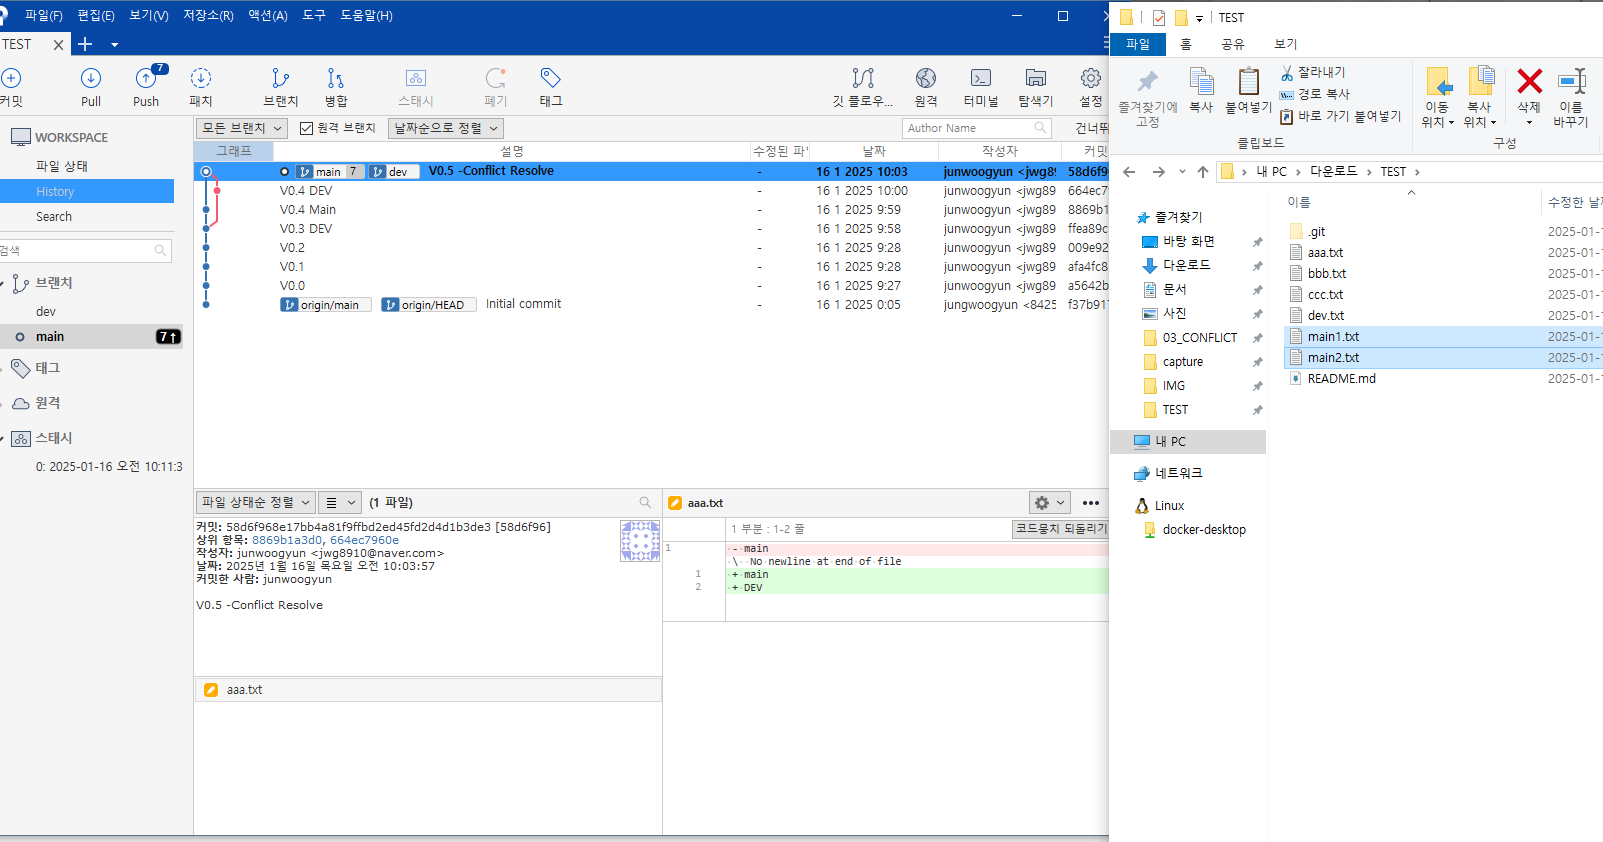 파일(F) 편집(E) 보기(V) 저장소(R) 액션(A) 도구 도움말(H)
TEST
커밋
Pull
7
Push
패치
브랜치
병합
스태시
폐기
태그
깃 플로우...
원격
터미널
탐색기
설정
WORKSPACE
파일 상태
History
Search
검색
브랜치
dev
main 7↑
태그
원격
스태시
0: 2025-01-16 오전 10:11:3
모든 브랜치 원격 브랜치 날짜순으로 정렬 Author Name 건너뛰
그래프 설명 수정된 파 날짜 작성자 커밋
main 7 dev V0.5 -Conflict Resolve - 16 1 2025 10:03 junwoogyun <jwg89 58d6f9
V0.4 DEV - 16 1 2025 10:00 junwoogyun <jwg89 664ec7
V0.4 Main - 16 1 2025 9:59 junwoogyun <jwg89 8869b1
V0.3 DEV - 16 1 2025 9:58 junwoogyun <jwg89 ffea89c
V0.2 - 16 1 2025 9:28 junwoogyun <jwg89 009e92
V0.1 - 16 1 2025 9:28 junwoogyun <jwg89 afa4fc8
V0.0 - 16 1 2025 9:27 junwoogyun <jwg89 a5642b
origin/main origin/HEAD Initial commit - 16 1 2025 0:05 jungwoogyun <8425 f37b917
파일 상태순 정렬 (1 파일)
커밋: 58d6f968e17bb4a81f9ffbd2ed45fd2d4d1b3de3 [58d6f96]
상위 항목: 8869b1a3d0, 664ec7960e
작성자: junwoogyun <jwg8910@naver.com>
날짜: 2025년 1월 16일 목요일 오전 10:03:57
커밋한 사람: junwoogyun
V0.5 -Conflict Resolve
aaa.txt
aaa.txt
1 부분 : 1-2 줄 코드뭉치 되돌리기
1 - main
\ No newline at end of file
1 + main
2 + DEV
TEST
파일 홈 공유 보기
즐겨찾기에 고정
복사
붙여넣기
잘라내기
경로 복사
바로 가기 붙여넣기
이동 위치
복사 위치
삭제
이름 바꾸기
클립보드 구성
내 PC 다운로드 TEST
즐겨찾기
바탕 화면
다운로드
문서
사진
03_CONFLICT
capture
IMG
TEST
내 PC
네트워크
Linux
docker-desktop
이름 수정한 날짜
.git 2025-01-1
aaa.txt 2025-01-1
bbb.txt 2025-01-1
ccc.txt 2025-01-1
dev.txt 2025-01-1
main1.txt 2025-01-1
main2.txt 2025-01-1
README.md 2025-01-1